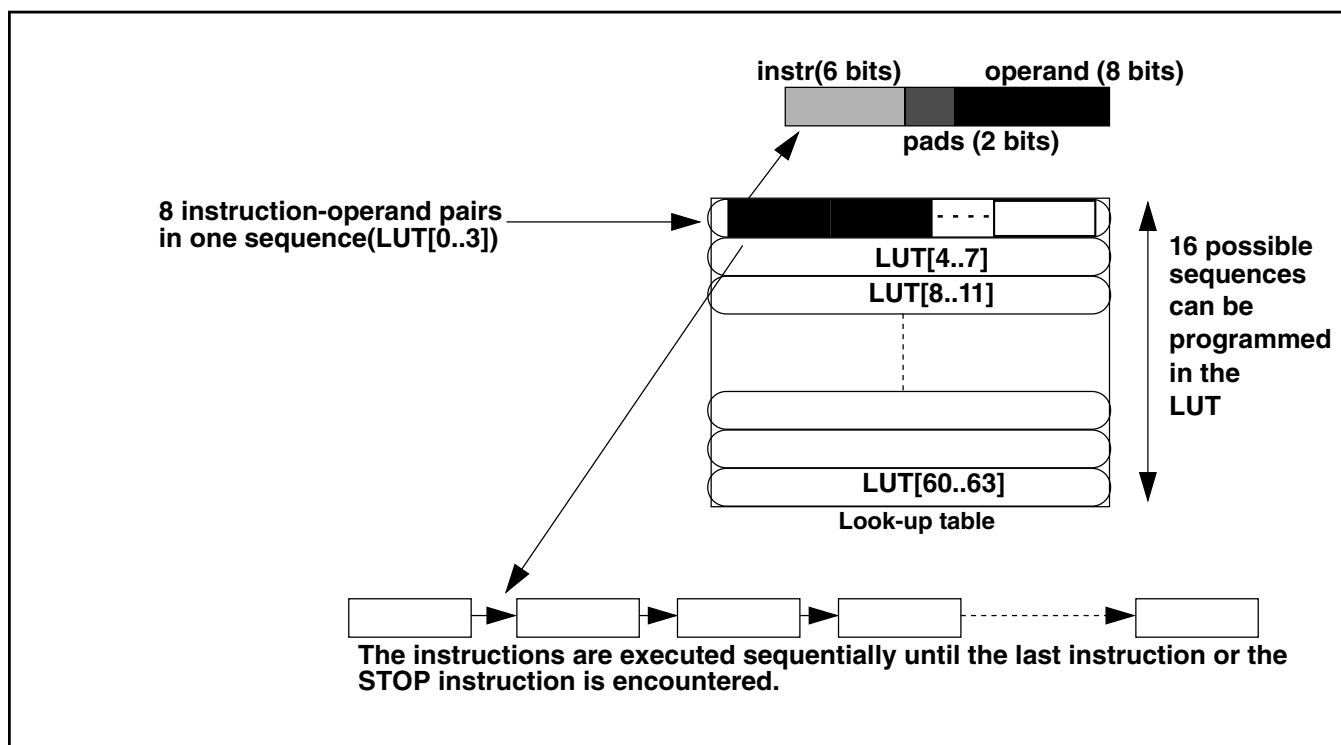 instr(6 bits)
operand (8 bits)
pads (2 bits)
8 instruction-operand pairs
in one sequence(LUT[0..3])
LUT[4..7]
LUT[8..11]
LUT[60..63]
Look-up table
16 possible
sequences
can be
programmed
in the
LUT
The instructions are executed sequentially until the last instruction or the
STOP instruction is encountered.